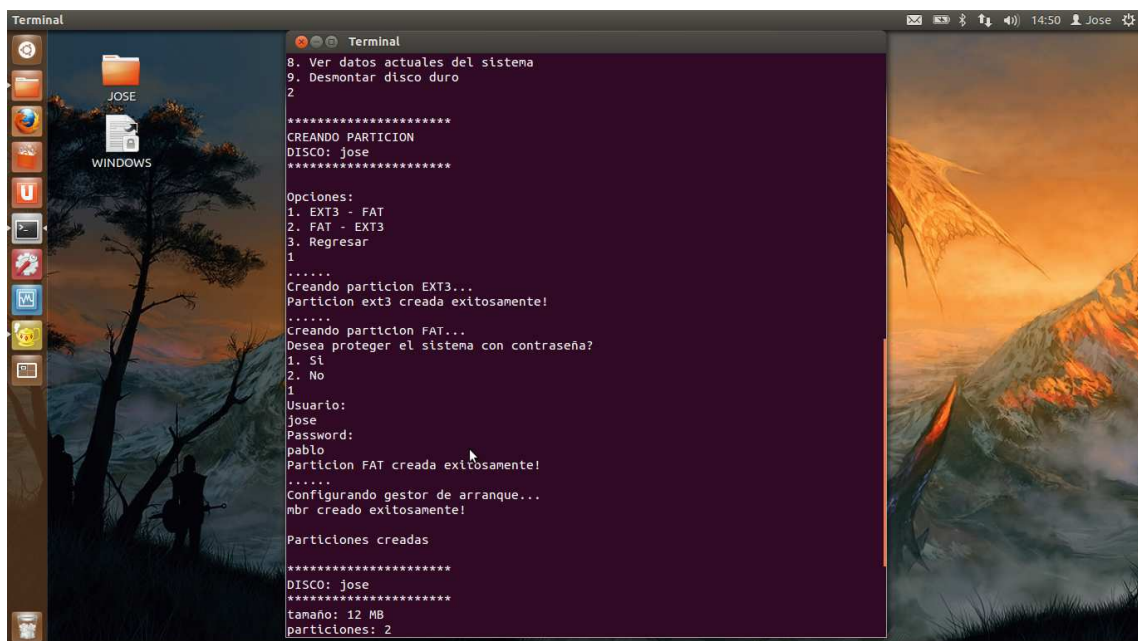 Terminal
14:50 Jose
JOSE
WINDOWS
Terminal
8. Ver datos actuales del sistema
9. Desmontar disco duro
2
**********************
CREANDO PARTICION
DISCO: jose
**********************
Opciones:
1. EXT3 - FAT
2. FAT - EXT3
3. Regresar
1
......
Creando particion EXT3...
Particion ext3 creada exitosamente!
......
Creando particion FAT...
Desea proteger el sistema con contraseña?
1. Si
2. No
1
Usuario:
jose
Password:
pablo
Particion FAT creada exitosamente!
......
Configurando gestor de arranque...
mbr creado exitosamente!
Particiones creadas
**********************
DISCO: jose
**********************
tamaño: 12 MB
particiones: 2